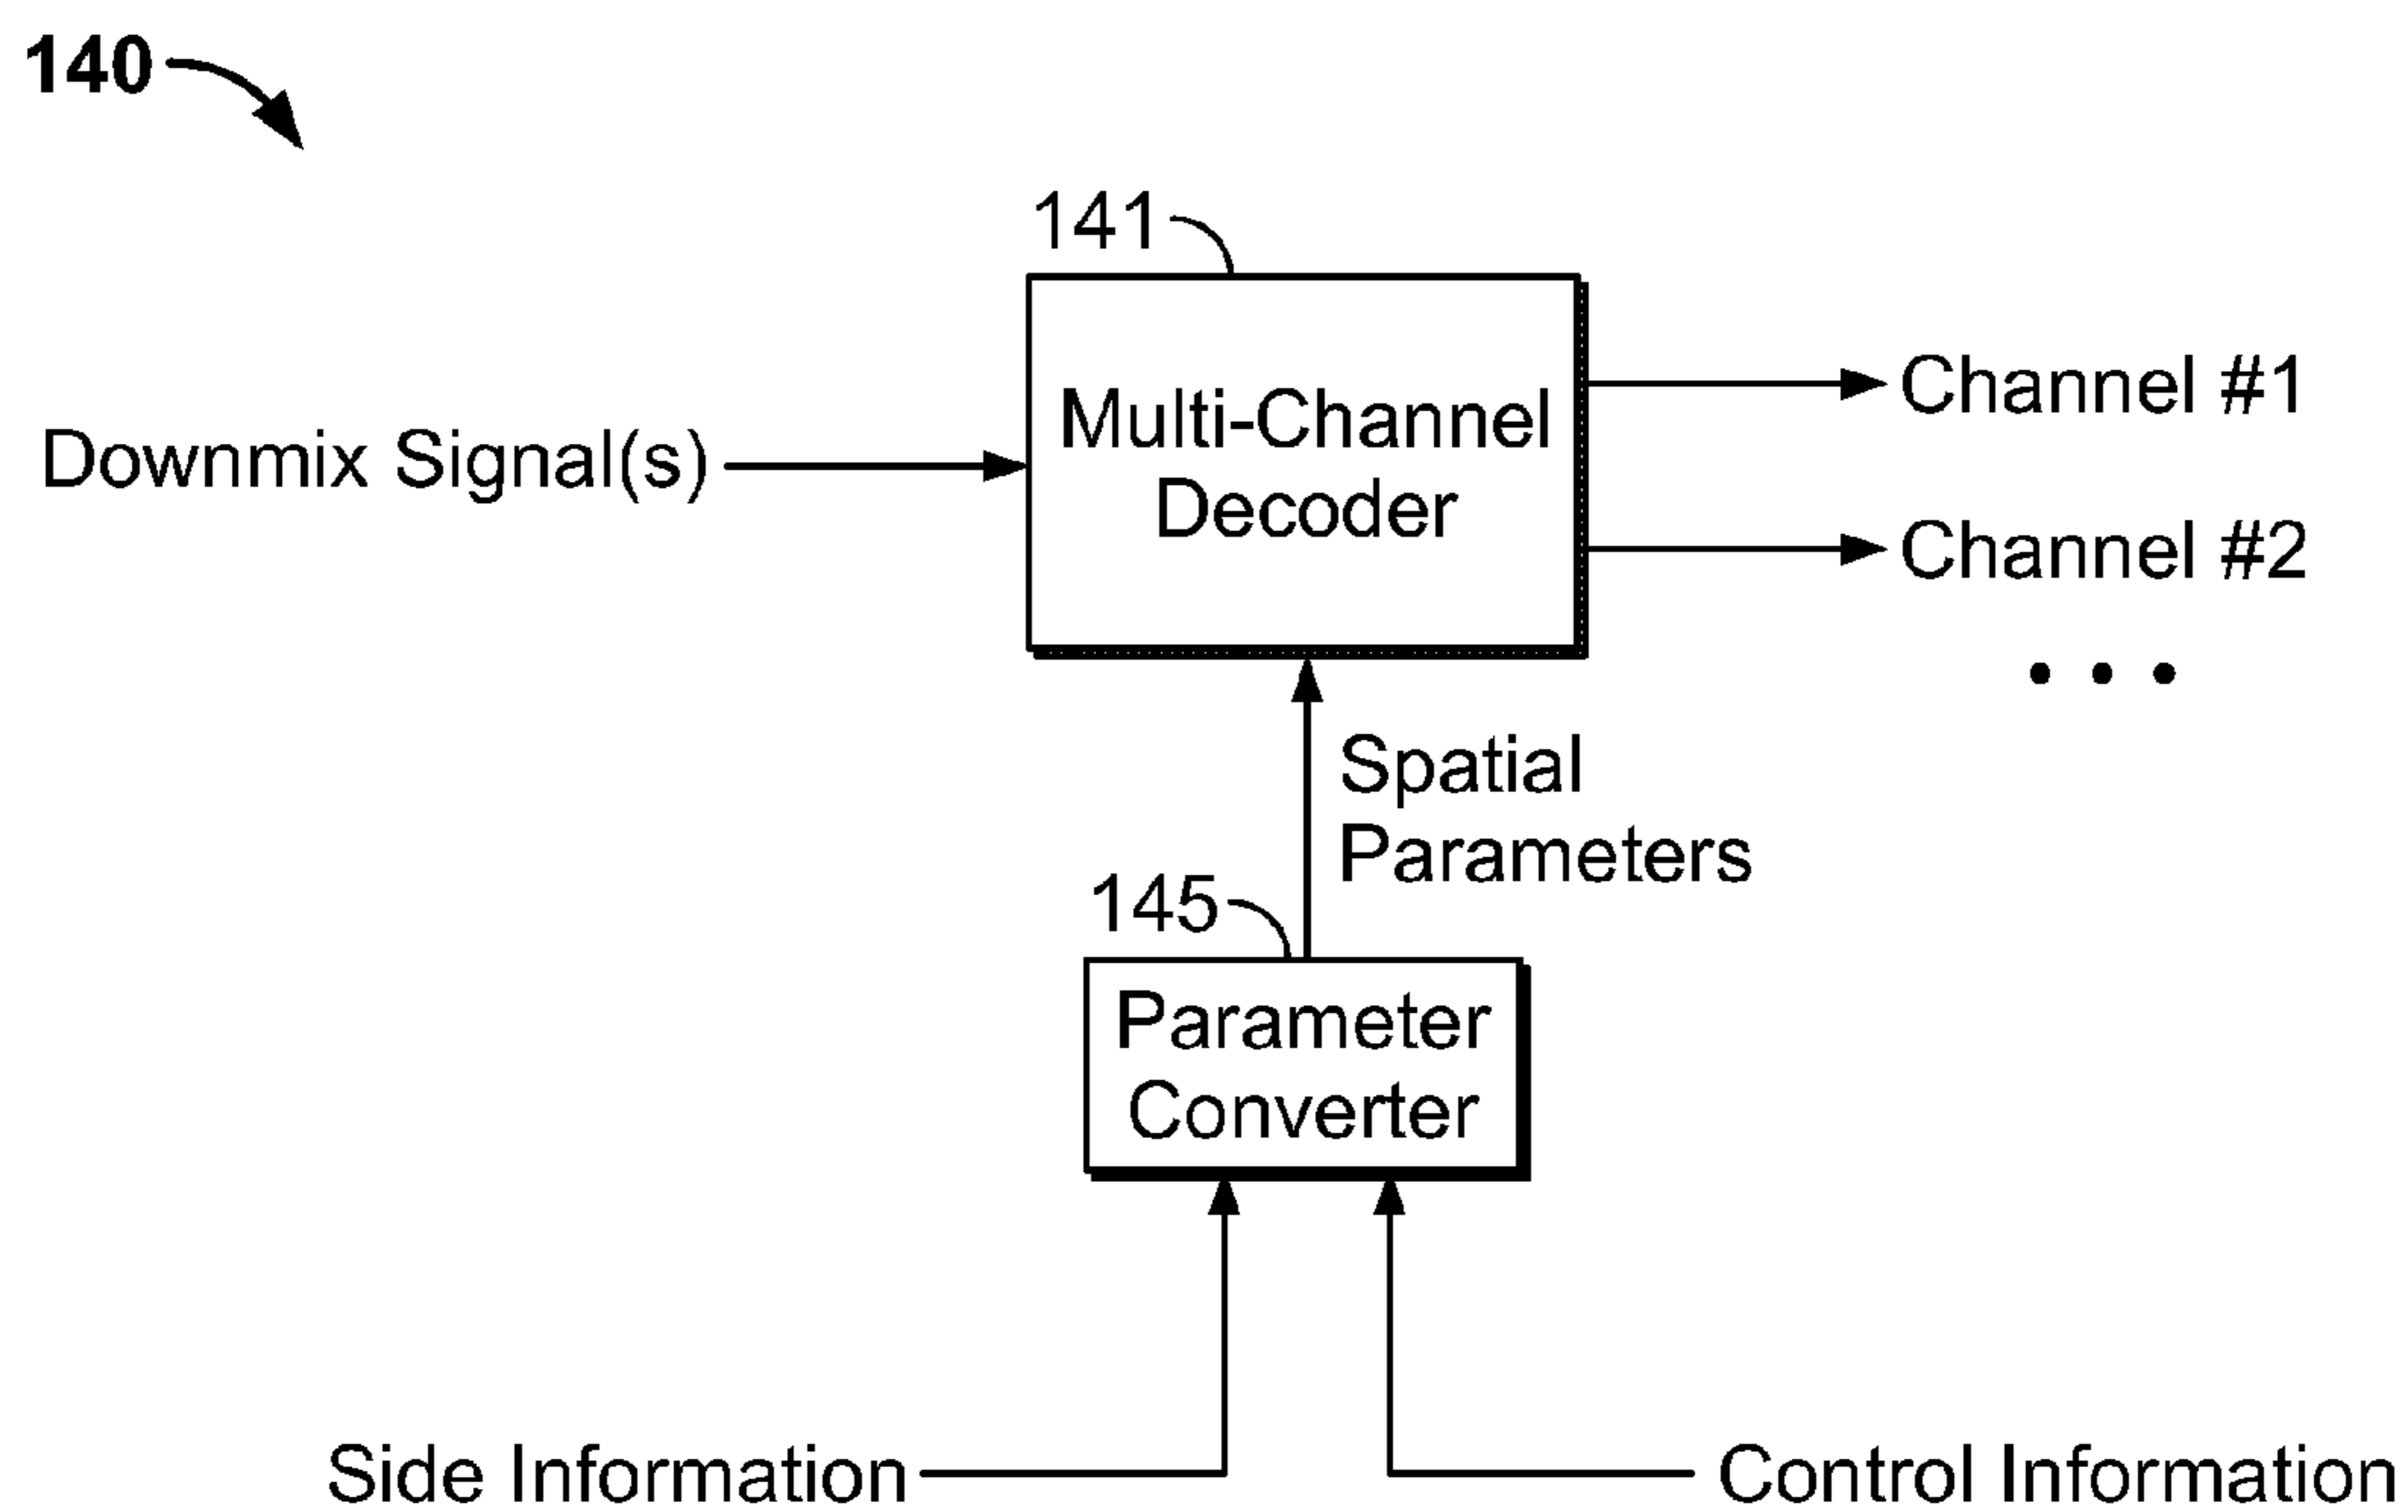 140
141
Multi-Channel
Decoder
Downmix Signal(s)
Channel #1
Channel #2
• • •
Spatial
Parameters
145
Parameter
Converter
Side Information
Control Information